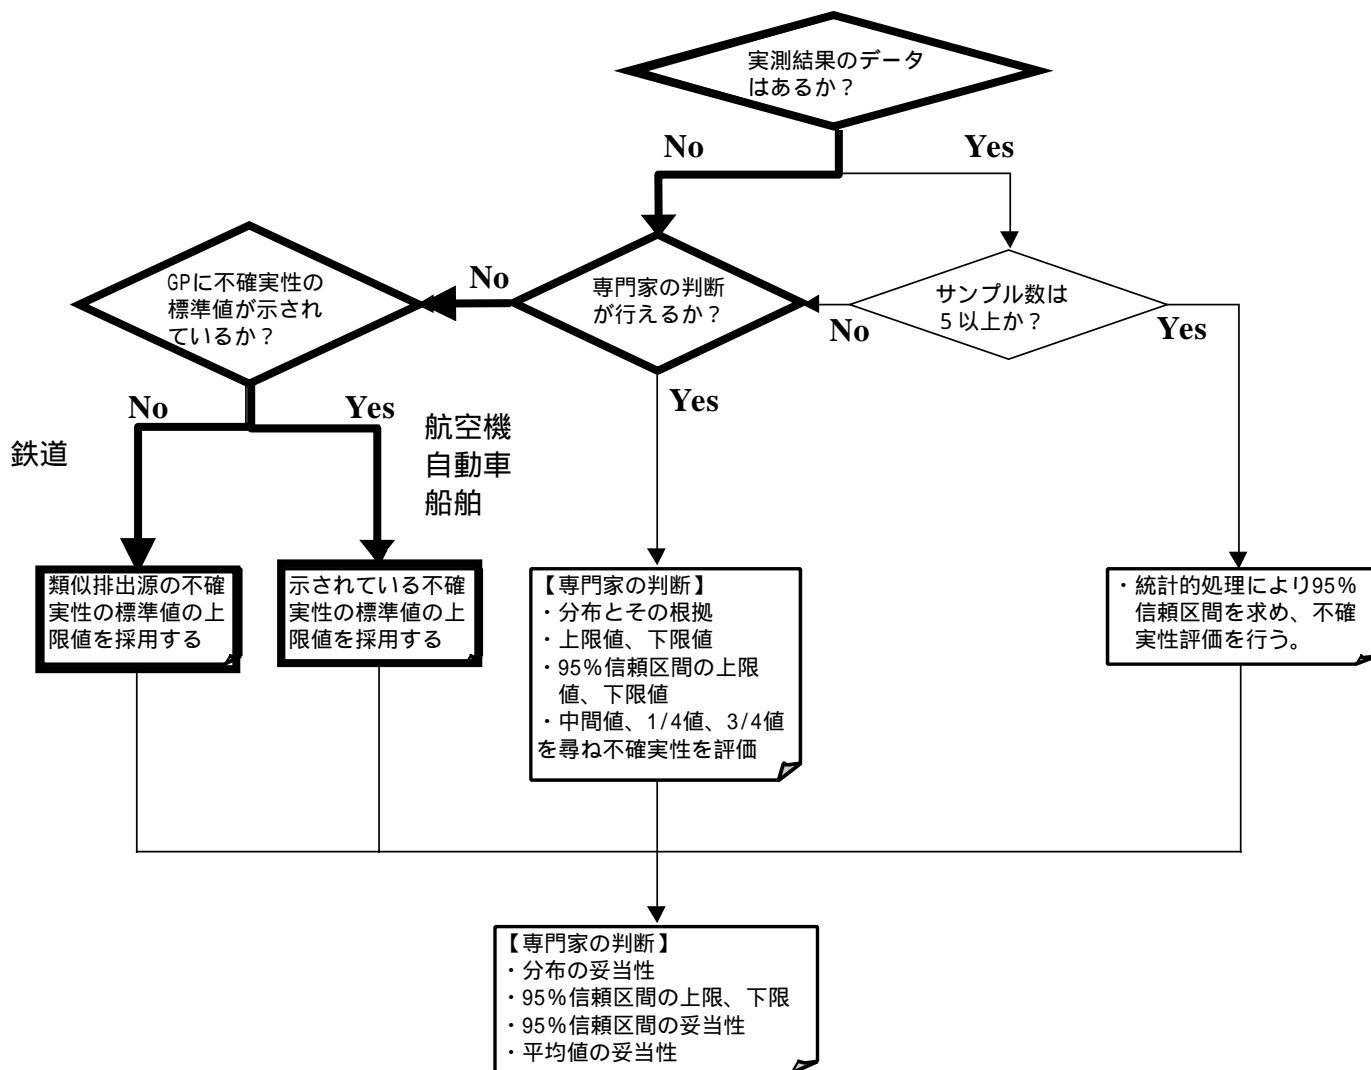 実測結果のデータ
はあるか？
No
Yes
GPに不確実性の
標準値が示され
ているか？
No
専門家の判断
が行えるか？
No
サンプル数は
５以上か？
Yes
No
Yes
Yes
鉄道
航空機
自動車
船舶
類似排出源の不確
実性の標準値の上
限値を採用する
示されている不確
実性の標準値の上
限値を採用する
【専門家の判断】
・分布とその根拠
・上限値、下限値
・95％信頼区間の上限
値、下限値
・中間値、1/4値、3/4値
を尋ね不確実性を評価
・統計的処理により95％
信頼区間を求め、不確
実性評価を行う。
【専門家の判断】
・分布の妥当性
・95％信頼区間の上限、下限
・95％信頼区間の妥当性
・平均値の妥当性